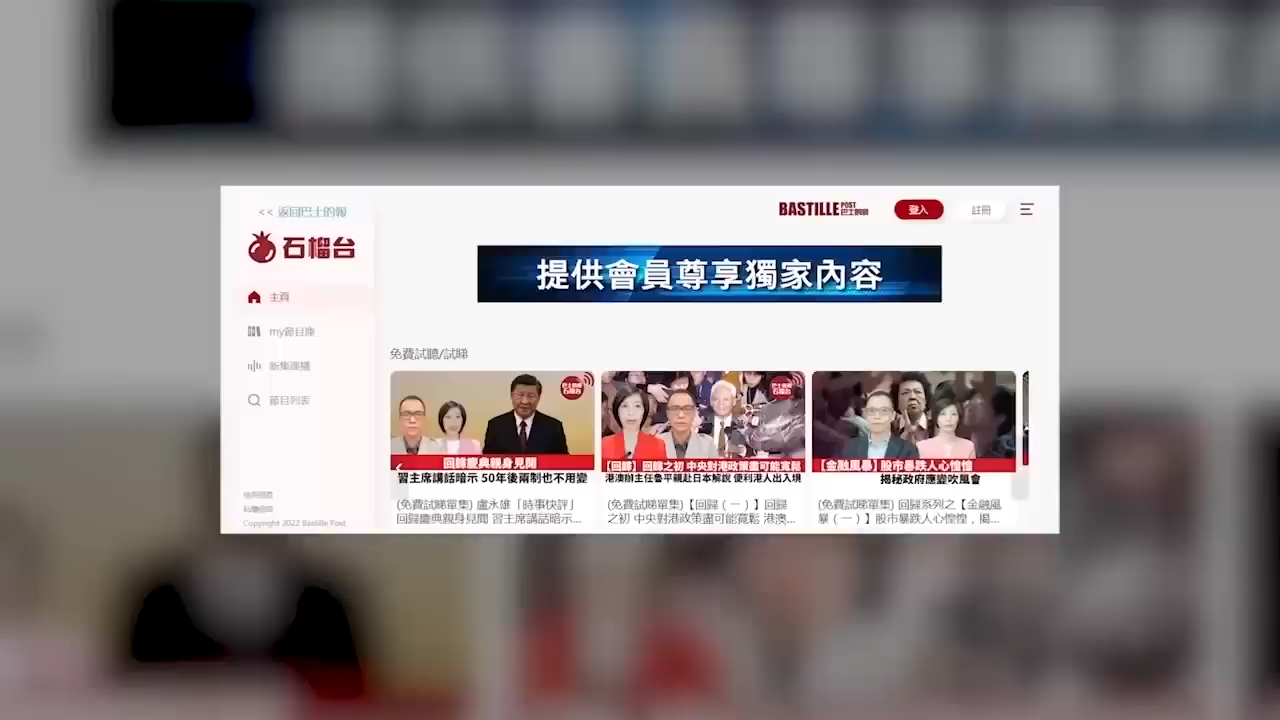 << 返回巴士的報
石榴台
主頁
my節目庫
新集連播
節目列表
私隱政策
Copyright 2022 Bastille Post
BASTILLE POST 巴士的報
登入
註冊
提供會員尊享獨家內容
免費試聽/試睇
回歸慶典親身見聞
習主席講話暗示 50年後兩制也不用變
(免費試睇單集) 盧永雄「時事快評」
回歸慶典親身見聞 習主席講話暗示...
【回歸】回歸之初 中央對港政策盡可能寬鬆
港澳辦主任魯平親赴日本解說 便利港人出入境
(免費試睇單集)【回歸（一）】回歸
之初 中央對港政策盡可能寬鬆 港澳...
【金融風暴】股市暴跌人心惶惶
揭秘政府應變吹風會
(免費試睇單集) 回歸系列之【金融風
暴（一）】股市暴跌人心惶惶，揭...